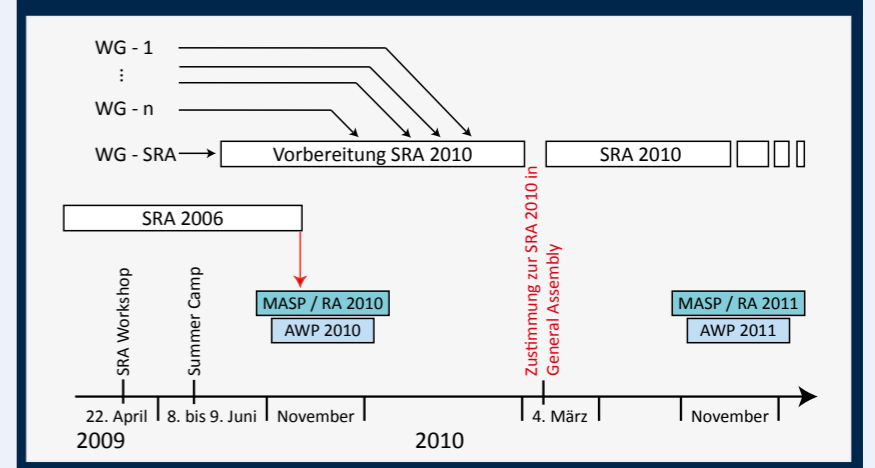 WG - 1
⋮
WG - n
WG - SRA
Vorbereitung SRA 2010
SRA 2010
SRA 2006
Zustimmung zur SRA 2010 in
General Assembly
SRA Workshop
Summer Camp
MASP / RA 2010
AWP 2010
MASP / RA 2011
AWP 2011
22. April
8. bis 9. Juni
November
4. März
November
2009
2010